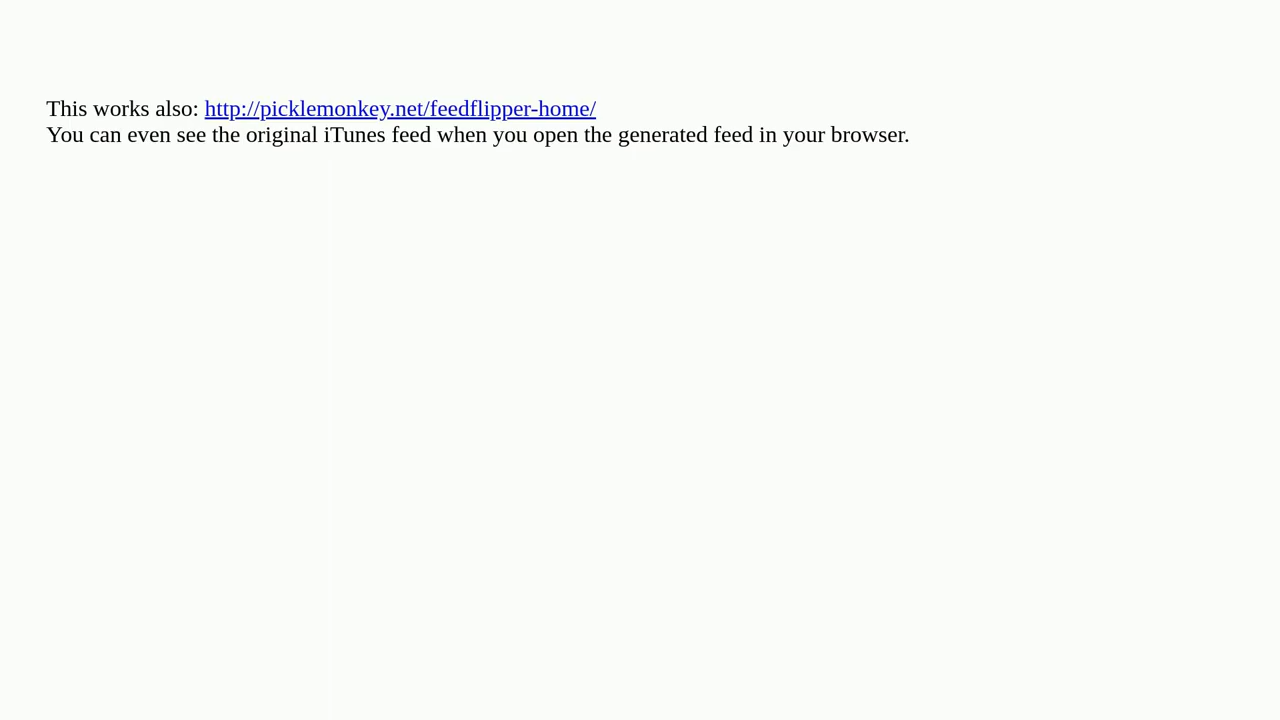 This works also: http://picklemonkey.net/feedflipper-home/
You can even see the original iTunes feed when you open the generated feed in your browser.